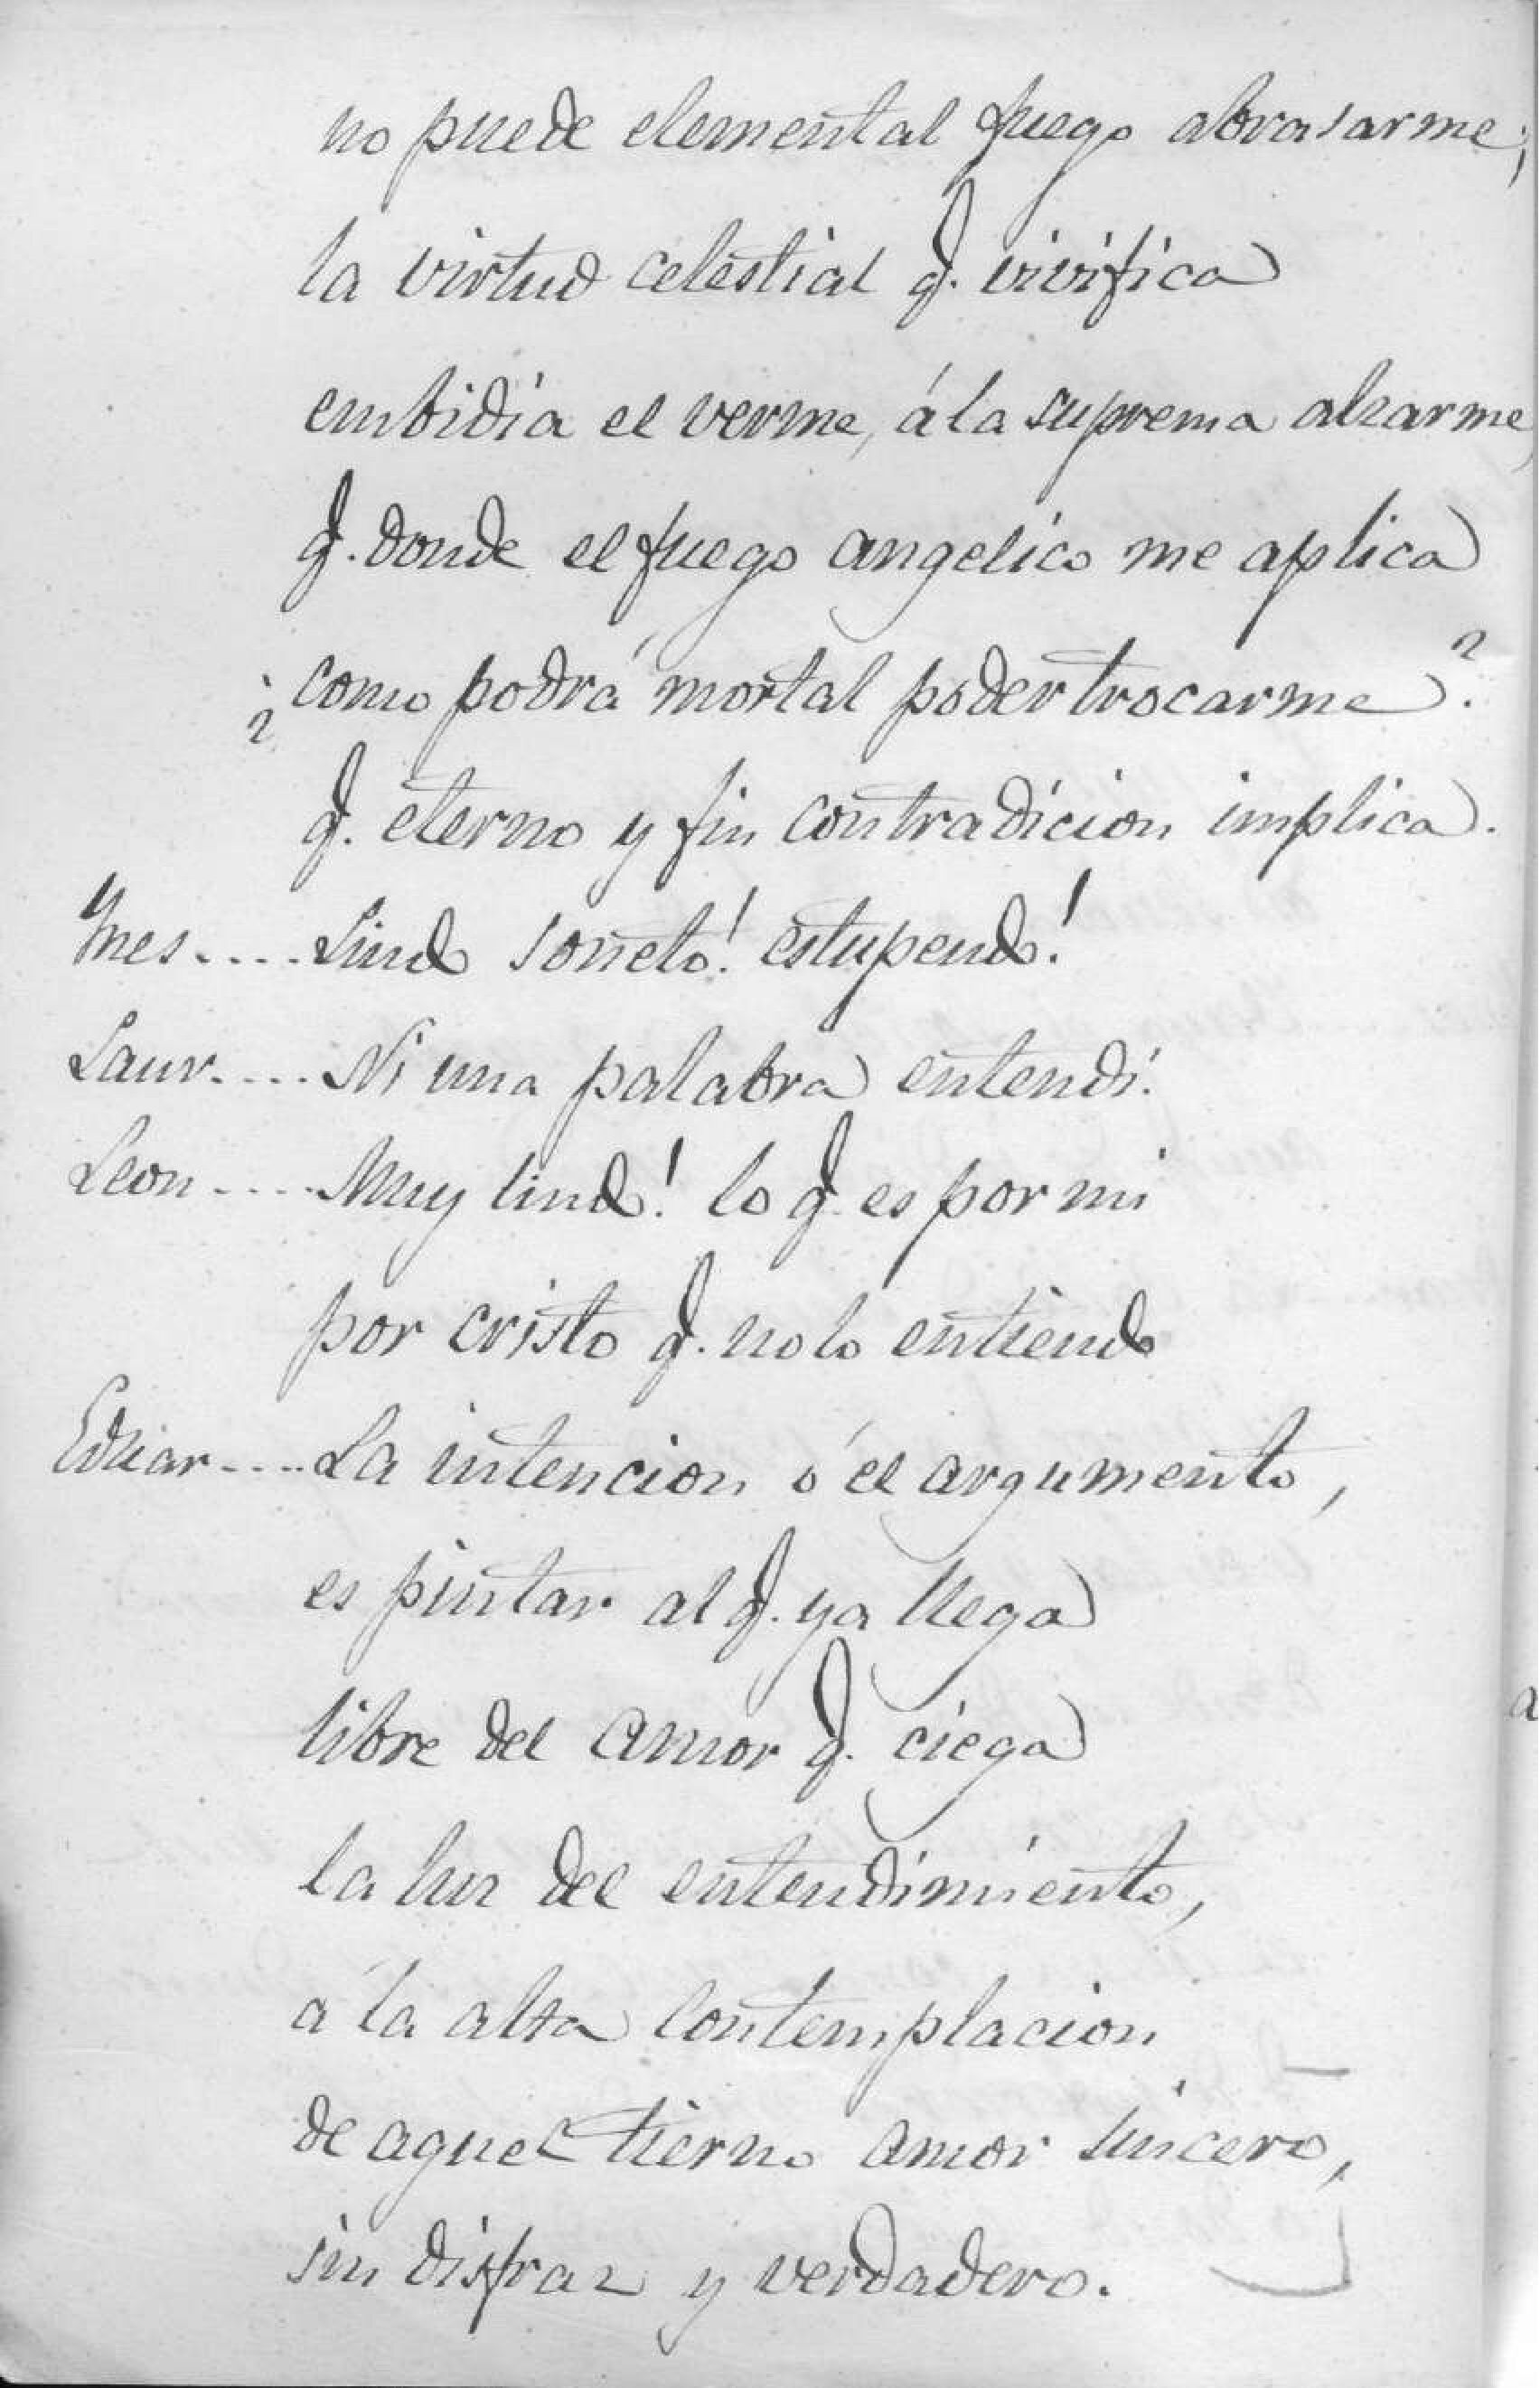 no puede elemental fuego abrasarme;
la virtud celestial q. vivifica
embidia el verme, á la suprema alzarme,
q. donde el fuego angelico me aplica
¿como podrá mortal poder trocarme?
q. eterno y fin contradicion implica.
Ynes.... Lindo soneto! estupendo!
Laur.... Ni una palabra entendí.
Leon.... Muy lindo! lo q. es por mi
por cristo q. no lo entiendo
La intencion ó el argumento,
es pintar al q. ya llega
libre del amor q. ciega
la luz del entendimiento,
a la alta contemplacion
de aquel tierno amor sincero,
sin disfraz y verdadero.